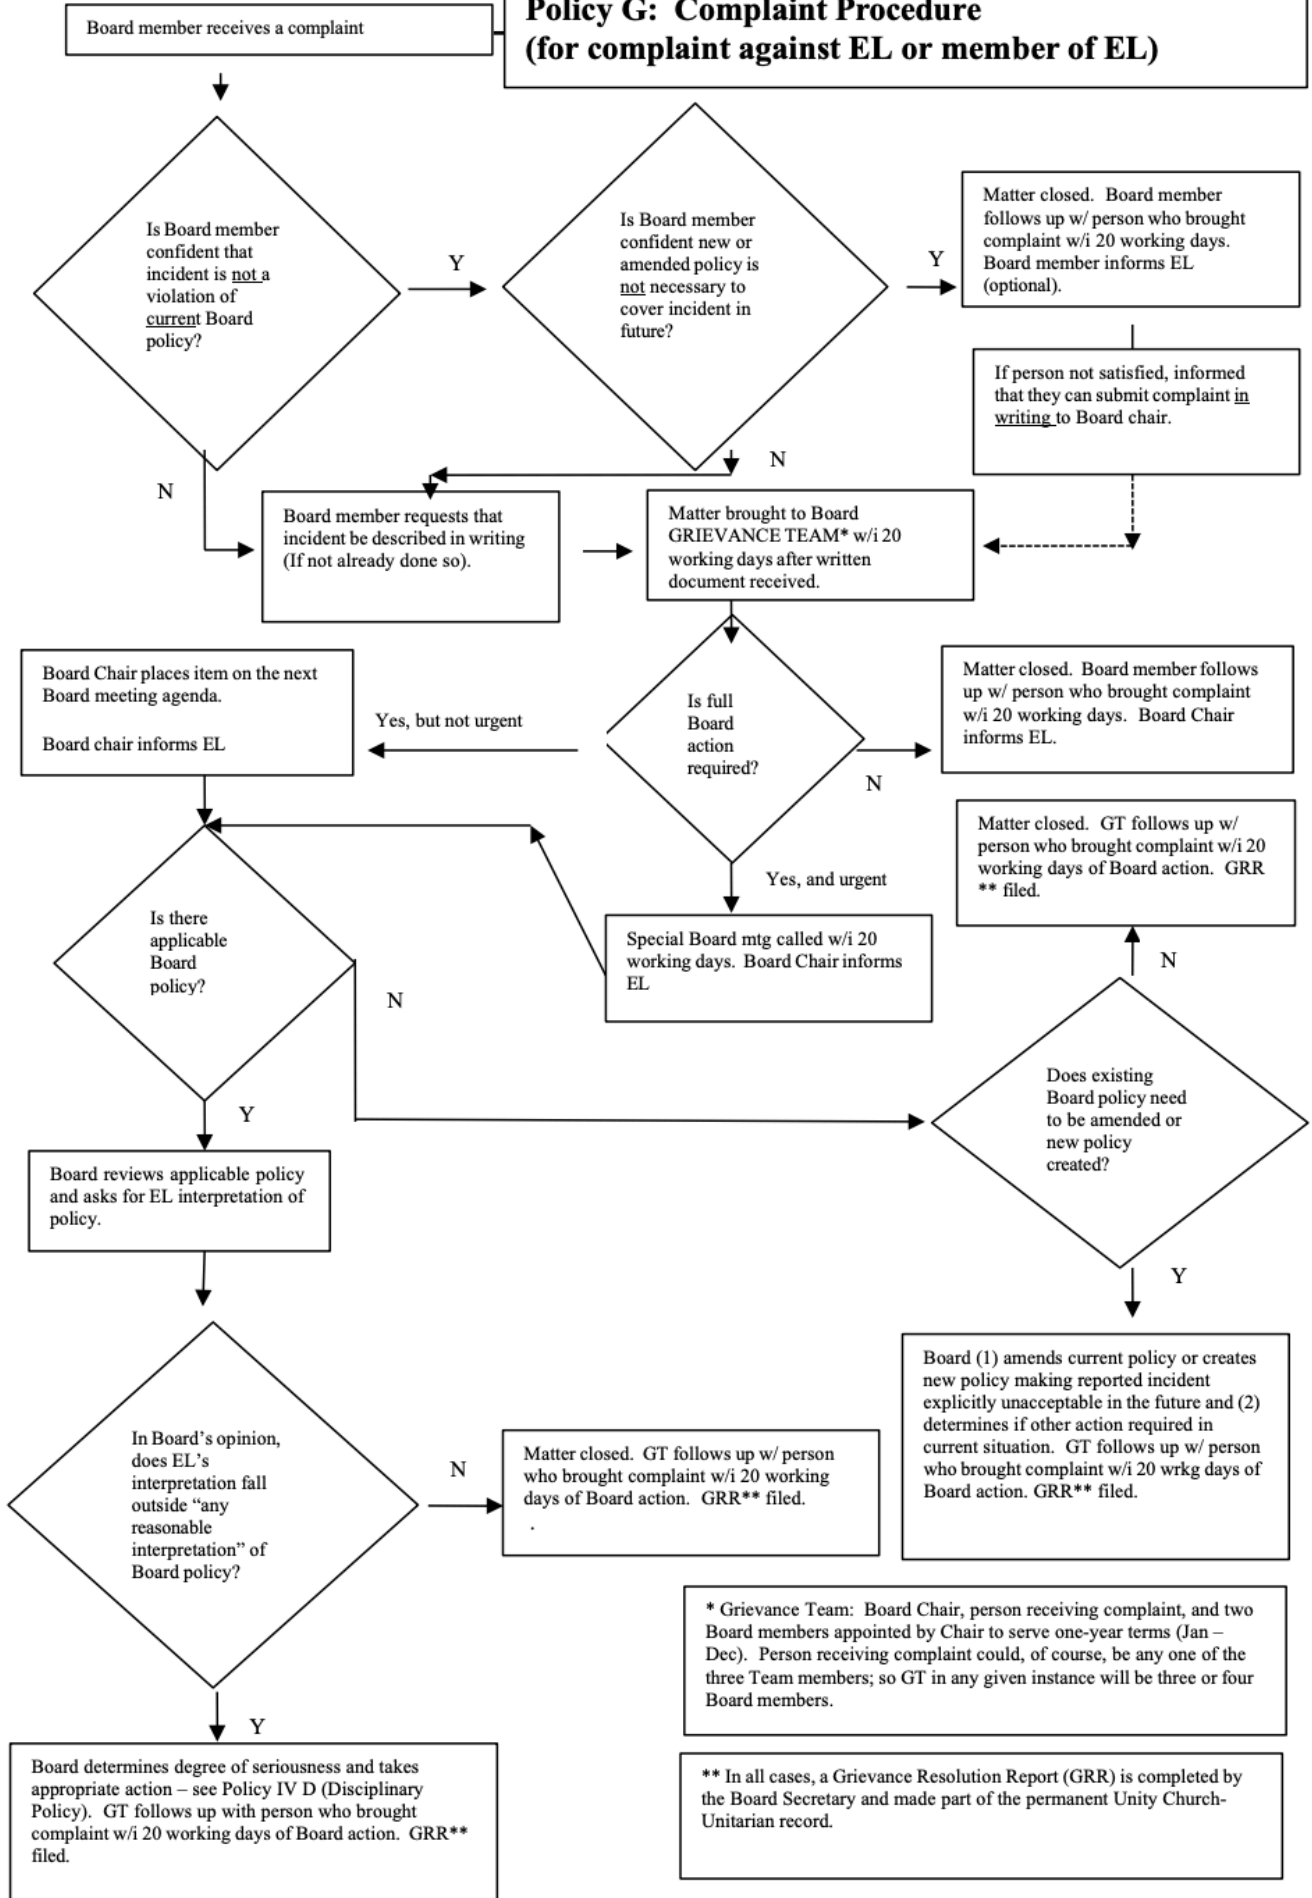 Board member receives a complaint
Policy G: Complaint Procedure
(for complaint against EL or member of EL)
Is Board member
confident that
incident is not a
violation of
current Board
policy?
Y
Is Board member
confident new or
amended policy is
not necessary to
cover incident in
future?
Y
Matter closed. Board member
follows up w/ person who brought
complaint w/i 20 working days.
Board member informs EL
(optional).
If person not satisfied, informed
that they can submit complaint in
writing to Board chair.
N
N
Board member requests that
incident be described in writing
(If not already done so).
Matter brought to Board
GRIEVANCE TEAM* w/i 20
working days after written
document received.
Board Chair places item on the next
Board meeting agenda.
Board chair informs EL
Yes, but not urgent
Is full
Board
action
required?
N
Matter closed. Board member follows
up w/ person who brought complaint
w/i 20 working days. Board Chair
informs EL.
Matter closed. GT follows up w/
person who brought complaint w/i 20
working days of Board action. GRR
** filed.
Yes, and urgent
Is there
applicable
Board
policy?
N
Special Board mtg called w/i 20
working days. Board Chair informs
EL
N
Does existing
Board policy need
to be amended or
new policy
created?
Y
Board reviews applicable policy
and asks for EL interpretation of
policy.
Y
Board (1) amends current policy or creates
new policy making reported incident
explicitly unacceptable in the future and (2)
determines if other action required in
current situation. GT follows up w/ person
who brought complaint w/i 20 wrkg days of
Board action. GRR** filed.
In Board’s opinion,
does EL’s
interpretation fall
outside “any
reasonable
interpretation” of
Board policy?
N
Matter closed. GT follows up w/ person
who brought complaint w/i 20 working
days of Board action. GRR** filed.
.
* Grievance Team: Board Chair, person receiving complaint, and two
Board members appointed by Chair to serve one-year terms (Jan –
Dec). Person receiving complaint could, of course, be any one of the
three Team members; so GT in any given instance will be three or four
Board members.
Y
Board determines degree of seriousness and takes
appropriate action – see Policy IV D (Disciplinary
Policy). GT follows up with person who brought
complaint w/i 20 working days of Board action. GRR**
filed.
** In all cases, a Grievance Resolution Report (GRR) is completed by
the Board Secretary and made part of the permanent Unity Church-
Unitarian record.